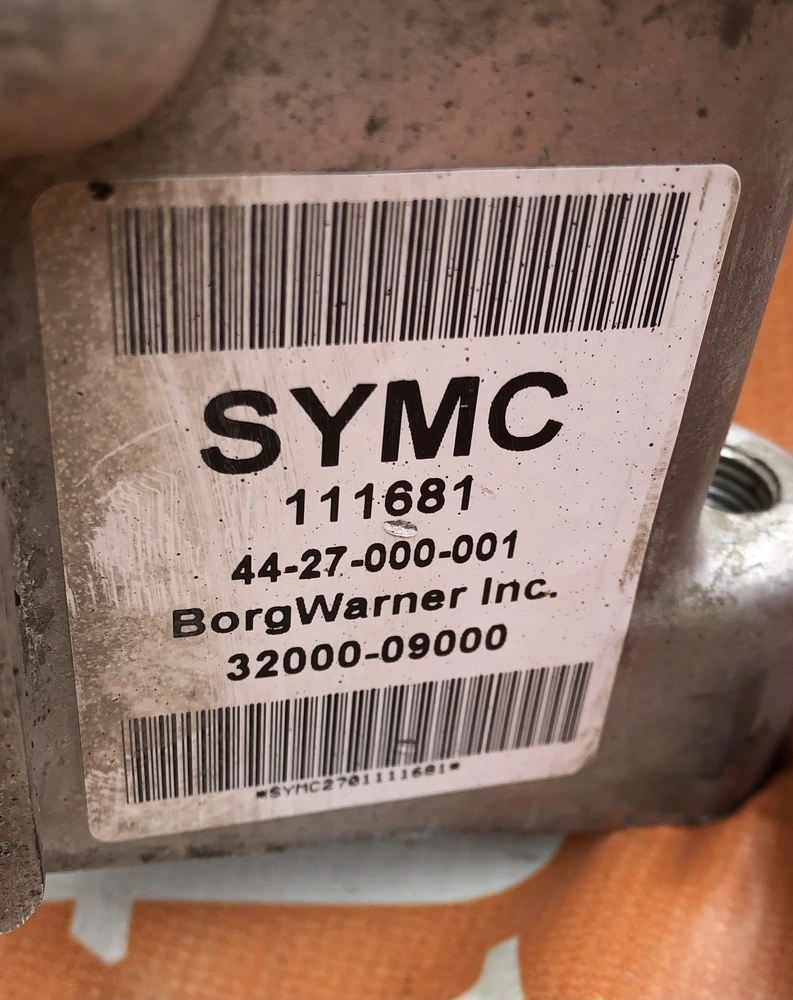 SYMC
111681
44-27-000-001
BorgWarner Inc.
32000-09000
*SYMC2701111681*